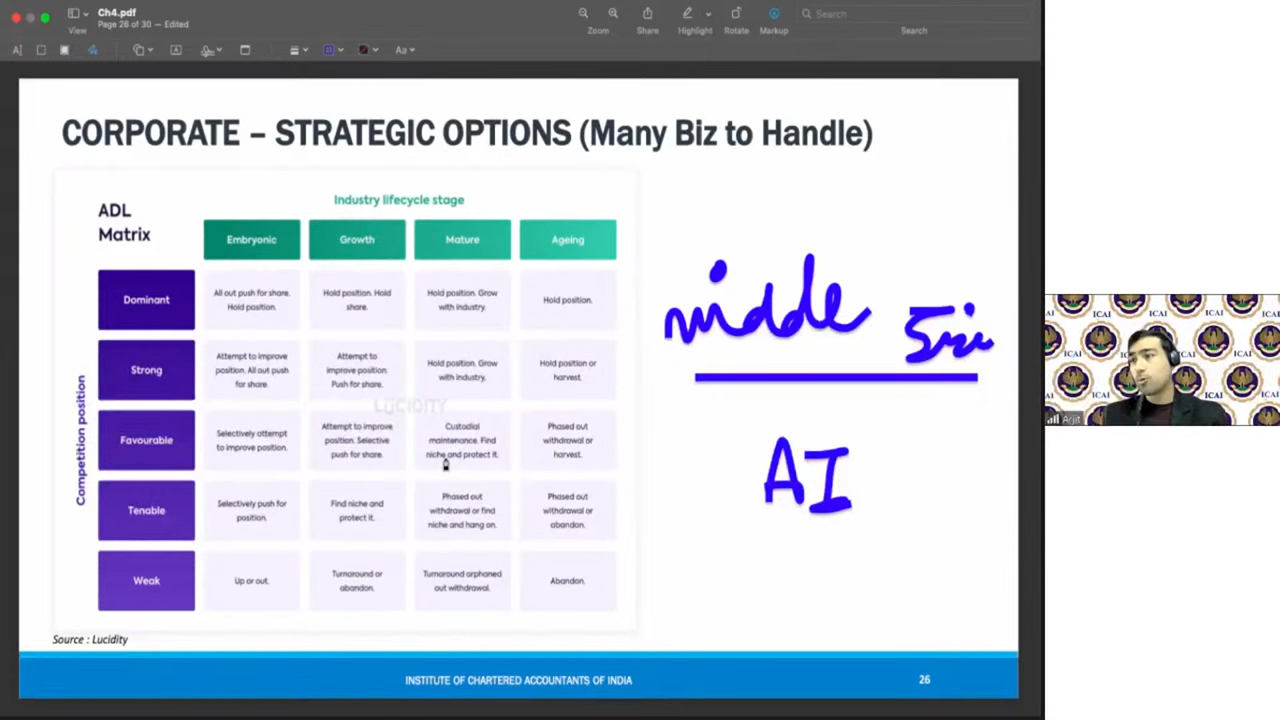 Ch4.pdf
Page 26 of 30 — Edited
View
Zoom
Share
Highlight
Rotate
Markup
Search
Search
Aa
CORPORATE – STRATEGIC OPTIONS (Many Biz to Handle)
ADL
Matrix
Industry lifecycle stage
Embryonic
Growth
Mature
Ageing
Competition position
Dominant
All out push for share.
Hold position.
Hold position. Hold
share.
Hold position. Grow
with industry.
Hold position.
Strong
Attempt to improve
position. All out push
for share.
Attempt to
improve position.
Push for share.
Hold position. Grow
with industry.
Hold position or
harvest.
LUCIDITY
Favourable
Selectively attempt
to improve position.
Attempt to improve
position. Selective
push for share.
Custodial
maintenance. Find
niche and protect it.
Phased out
withdrawal or
harvest.
Tenable
Selectively push for
position.
Find niche and
protect it.
Phased out
withdrawal or find
niche and hang on.
Phased out
withdrawal or
abandon.
Weak
Up or out.
Turnaround or
abandon.
Turnaround orphaned
out withdrawal.
Abandon.
middle size
AI
Source : Lucidity
INSTITUTE OF CHARTERED ACCOUNTANTS OF INDIA
26
ICAI
Arjit